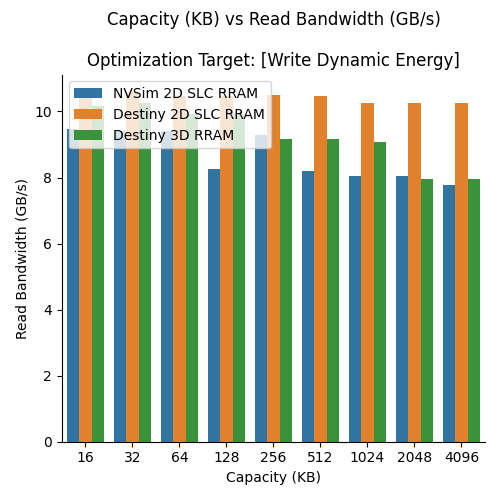 Capacity (KB) vs Read Bandwidth (GB/s)
Optimization Target: [Write Dynamic Energy]
NVSim 2D SLC RRAM
Destiny 2D SLC RRAM
Destiny 3D RRAM
10
8
6
4
2
0
Read Bandwidth (GB/s)
16 32 64 128 256 512 1024 2048 4096
Capacity (KB)